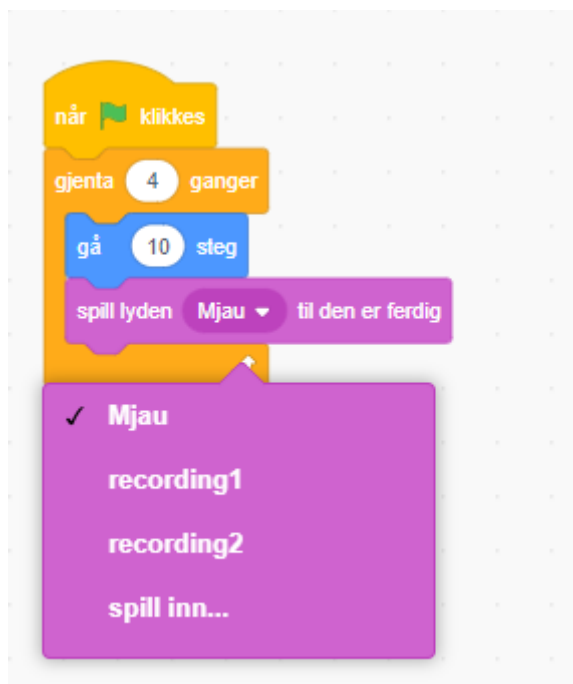 når klikkes
gjenta 4 ganger
gå 10 steg
spill lyden Mjau til den er ferdig
Mjau
recording1
recording2
spill inn...